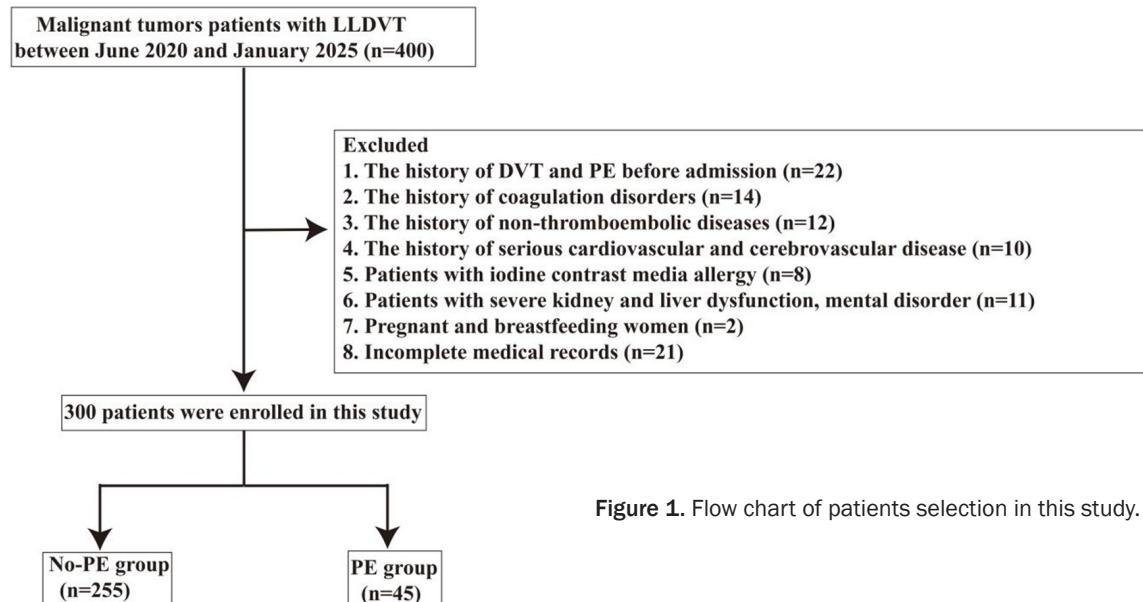 Malignant tumors patients with LLDVT
between June 2020 and January 2025 (n=400)
Excluded
1. The history of DVT and PE before admission (n=22)
2. The history of coagulation disorders (n=14)
3. The history of non-thromboembolic diseases (n=12)
4. The history of serious cardiovascular and cerebrovascular disease (n=10)
5. Patients with iodine contrast media allergy (n=8)
6. Patients with severe kidney and liver dysfunction, mental disorder (n=11)
7. Pregnant and breastfeeding women (n=2)
8. Incomplete medical records (n=21)
300 patients were enrolled in this study
Figure 1. Flow chart of patients selection in this study.
No-PE group
(n=255)
PE group
(n=45)